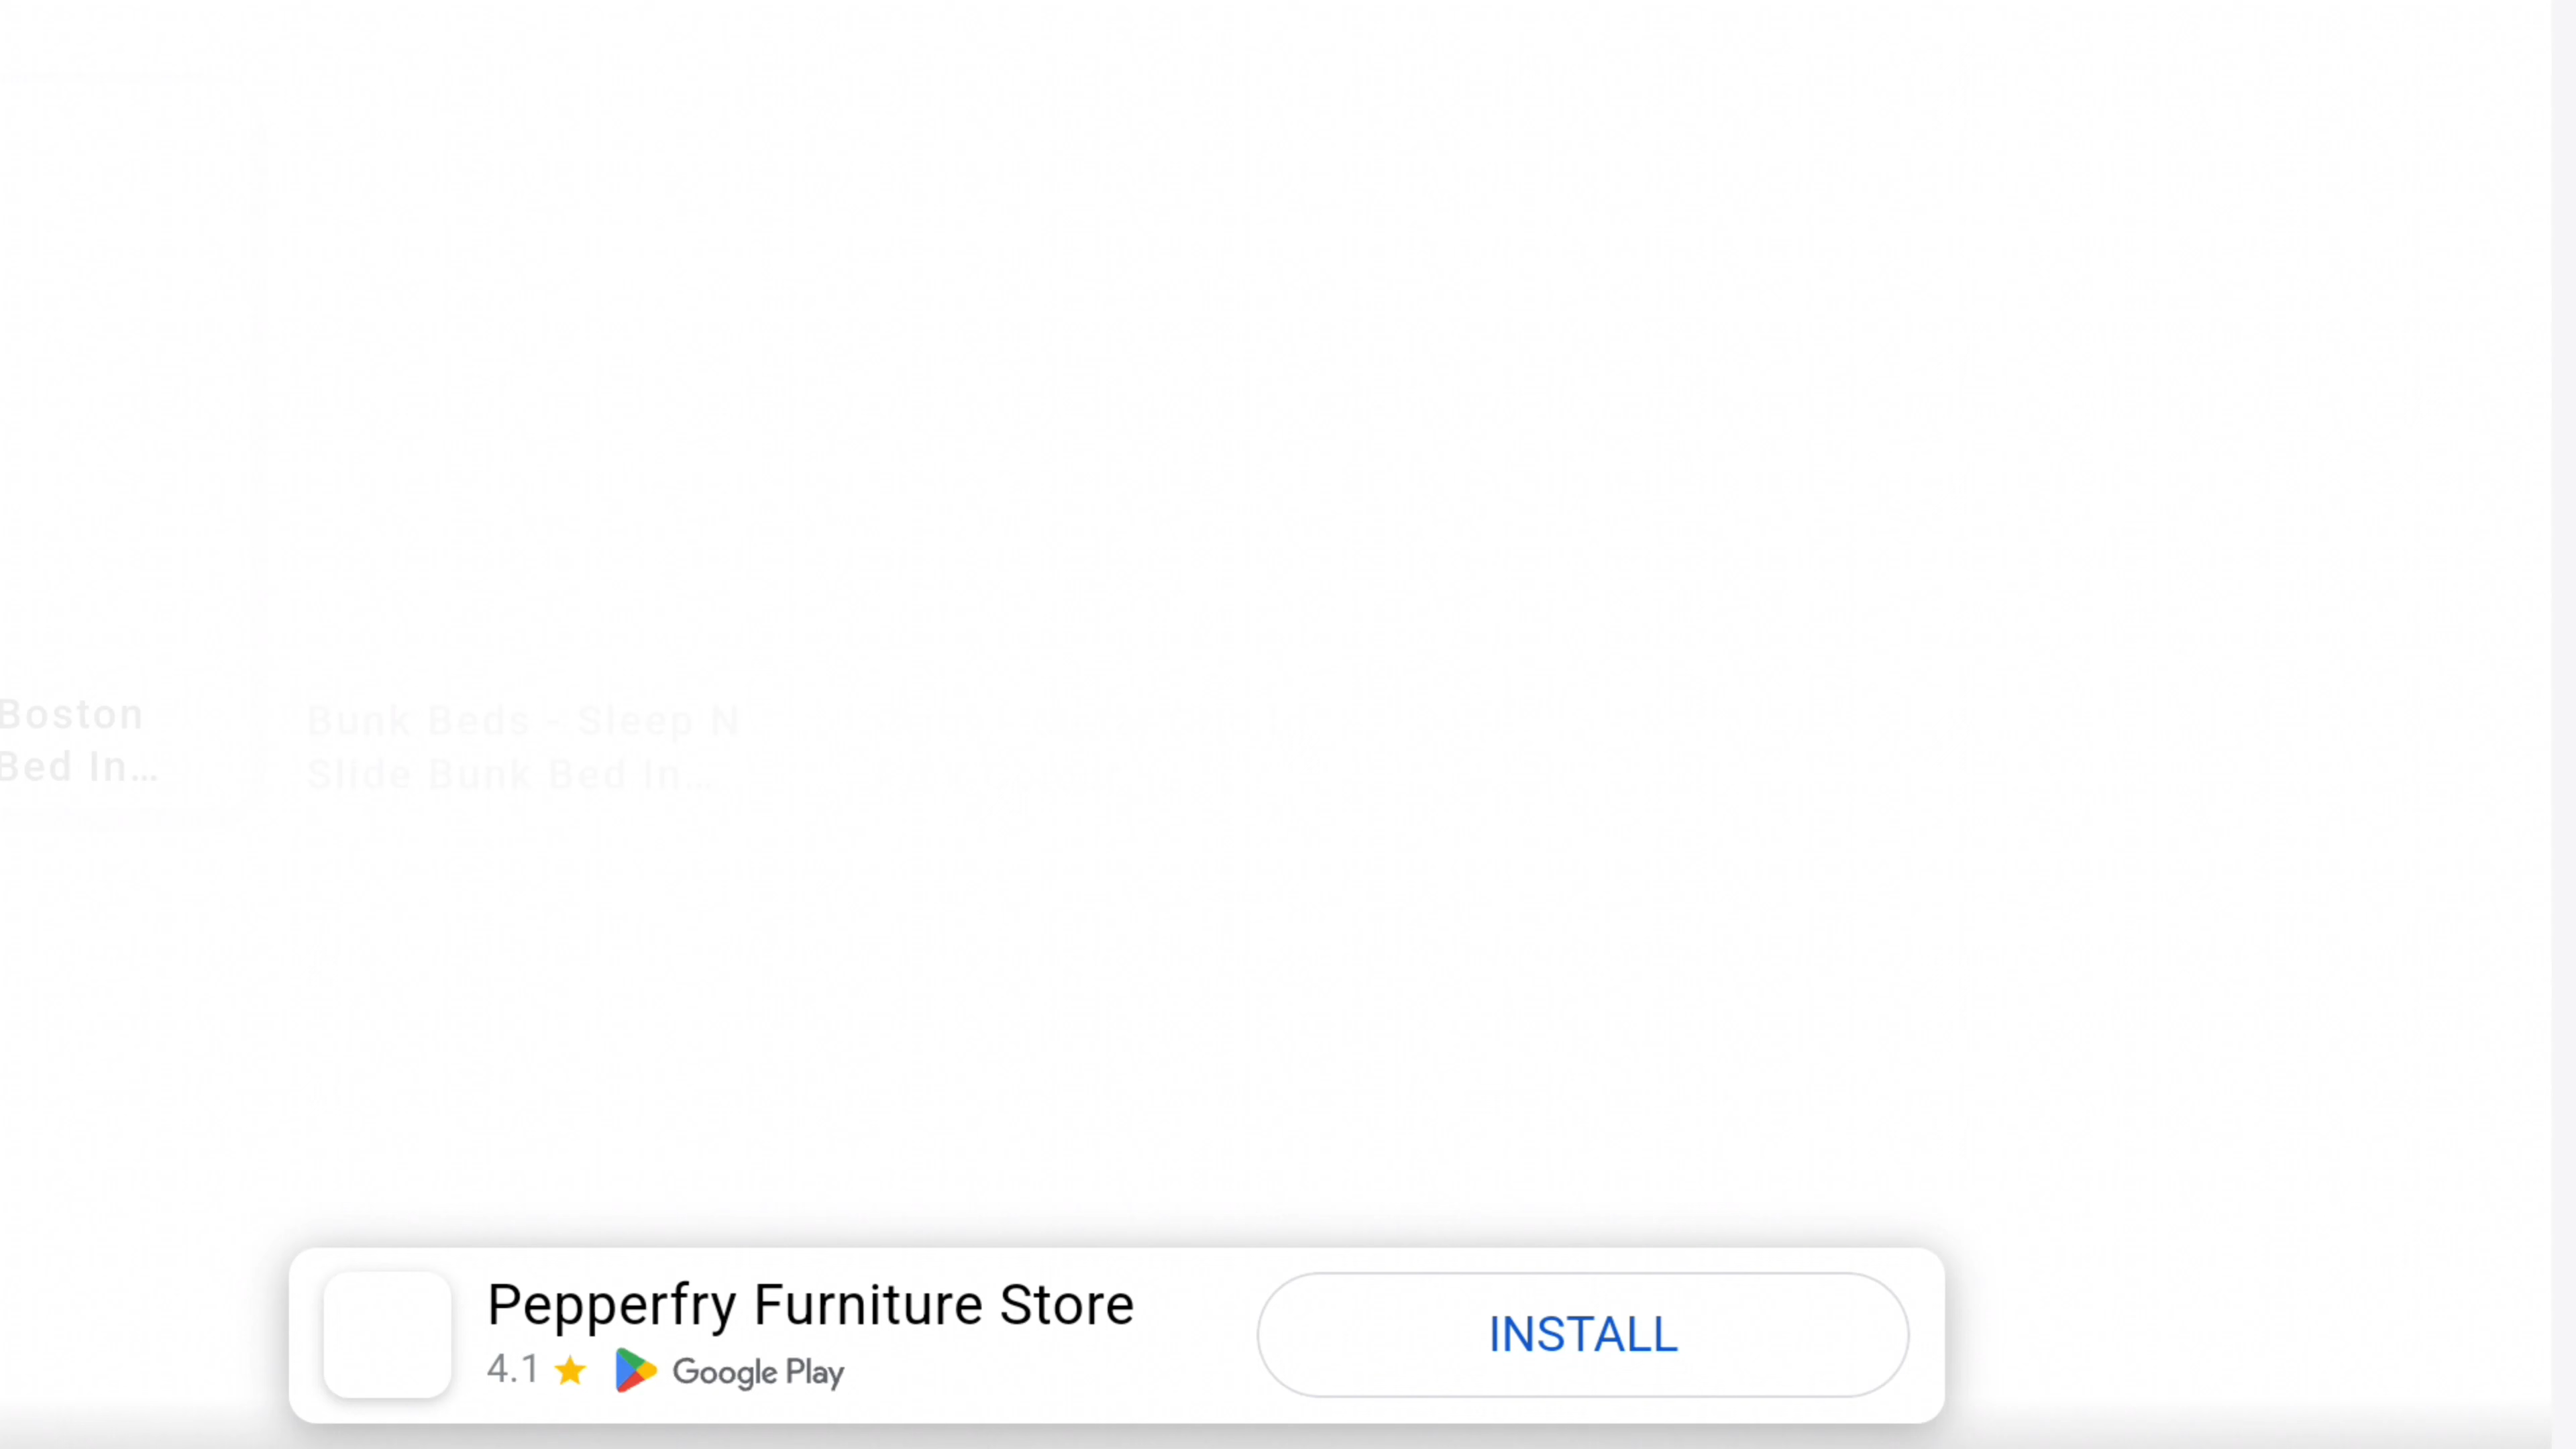 Boston
Bed In...
Bunk Beds - Sleep N
Slide Bunk Bed In...
Pepperfry Furniture Store
4.1
Google Play
INSTALL